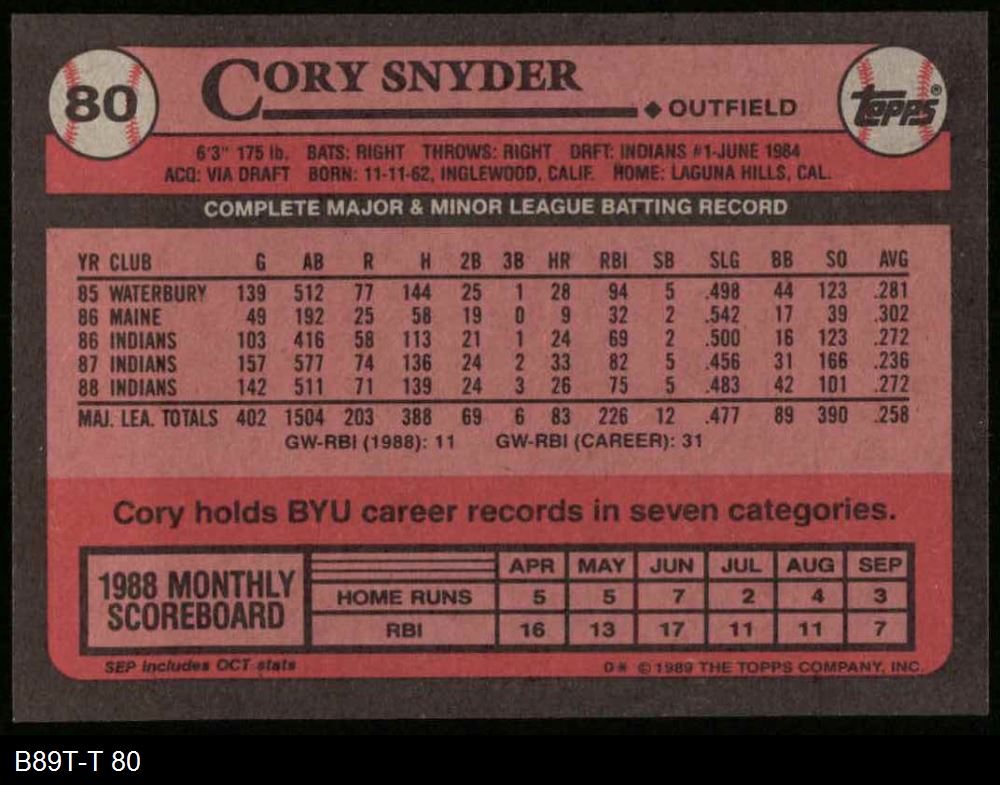 80
CORY SNYDER
◆ OUTFIELD
TOPPS®
6'3" 175 lb. BATS: RIGHT THROWS: RIGHT DRFT: INDIANS #1-JUNE 1984
ACQ: VIA DRAFT BORN: 11-11-62, INGLEWOOD, CALIF. HOME: LAGUNA HILLS, CAL.
COMPLETE MAJOR & MINOR LEAGUE BATTING RECORD
YR CLUB G AB R H 2B 3B HR RBI SB SLG BB SO AVG
85 WATERBURY 139 512 77 144 25 1 28 94 5 .498 44 123 .281
86 MAINE 49 192 25 58 19 0 9 32 2 .542 17 39 .302
86 INDIANS 103 416 58 113 21 1 24 69 2 .500 16 123 .272
87 INDIANS 157 577 74 136 24 2 33 82 5 .456 31 166 .236
88 INDIANS 142 511 71 139 24 3 26 75 5 .483 42 101 .272
MAJ. LEA. TOTALS 402 1504 203 388 69 6 83 226 12 .477 89 390 .258
GW-RBI (1988): 11 GW-RBI (CAREER): 31
Cory holds BYU career records in seven categories.
1988 MONTHLY
SCOREBOARD
APR MAY JUN JUL AUG SEP
HOME RUNS 5 5 7 2 4 3
RBI 16 13 17 11 11 7
SEP includes OCT stats
D* © 1989 THE TOPPS COMPANY, INC.
B89T-T 80